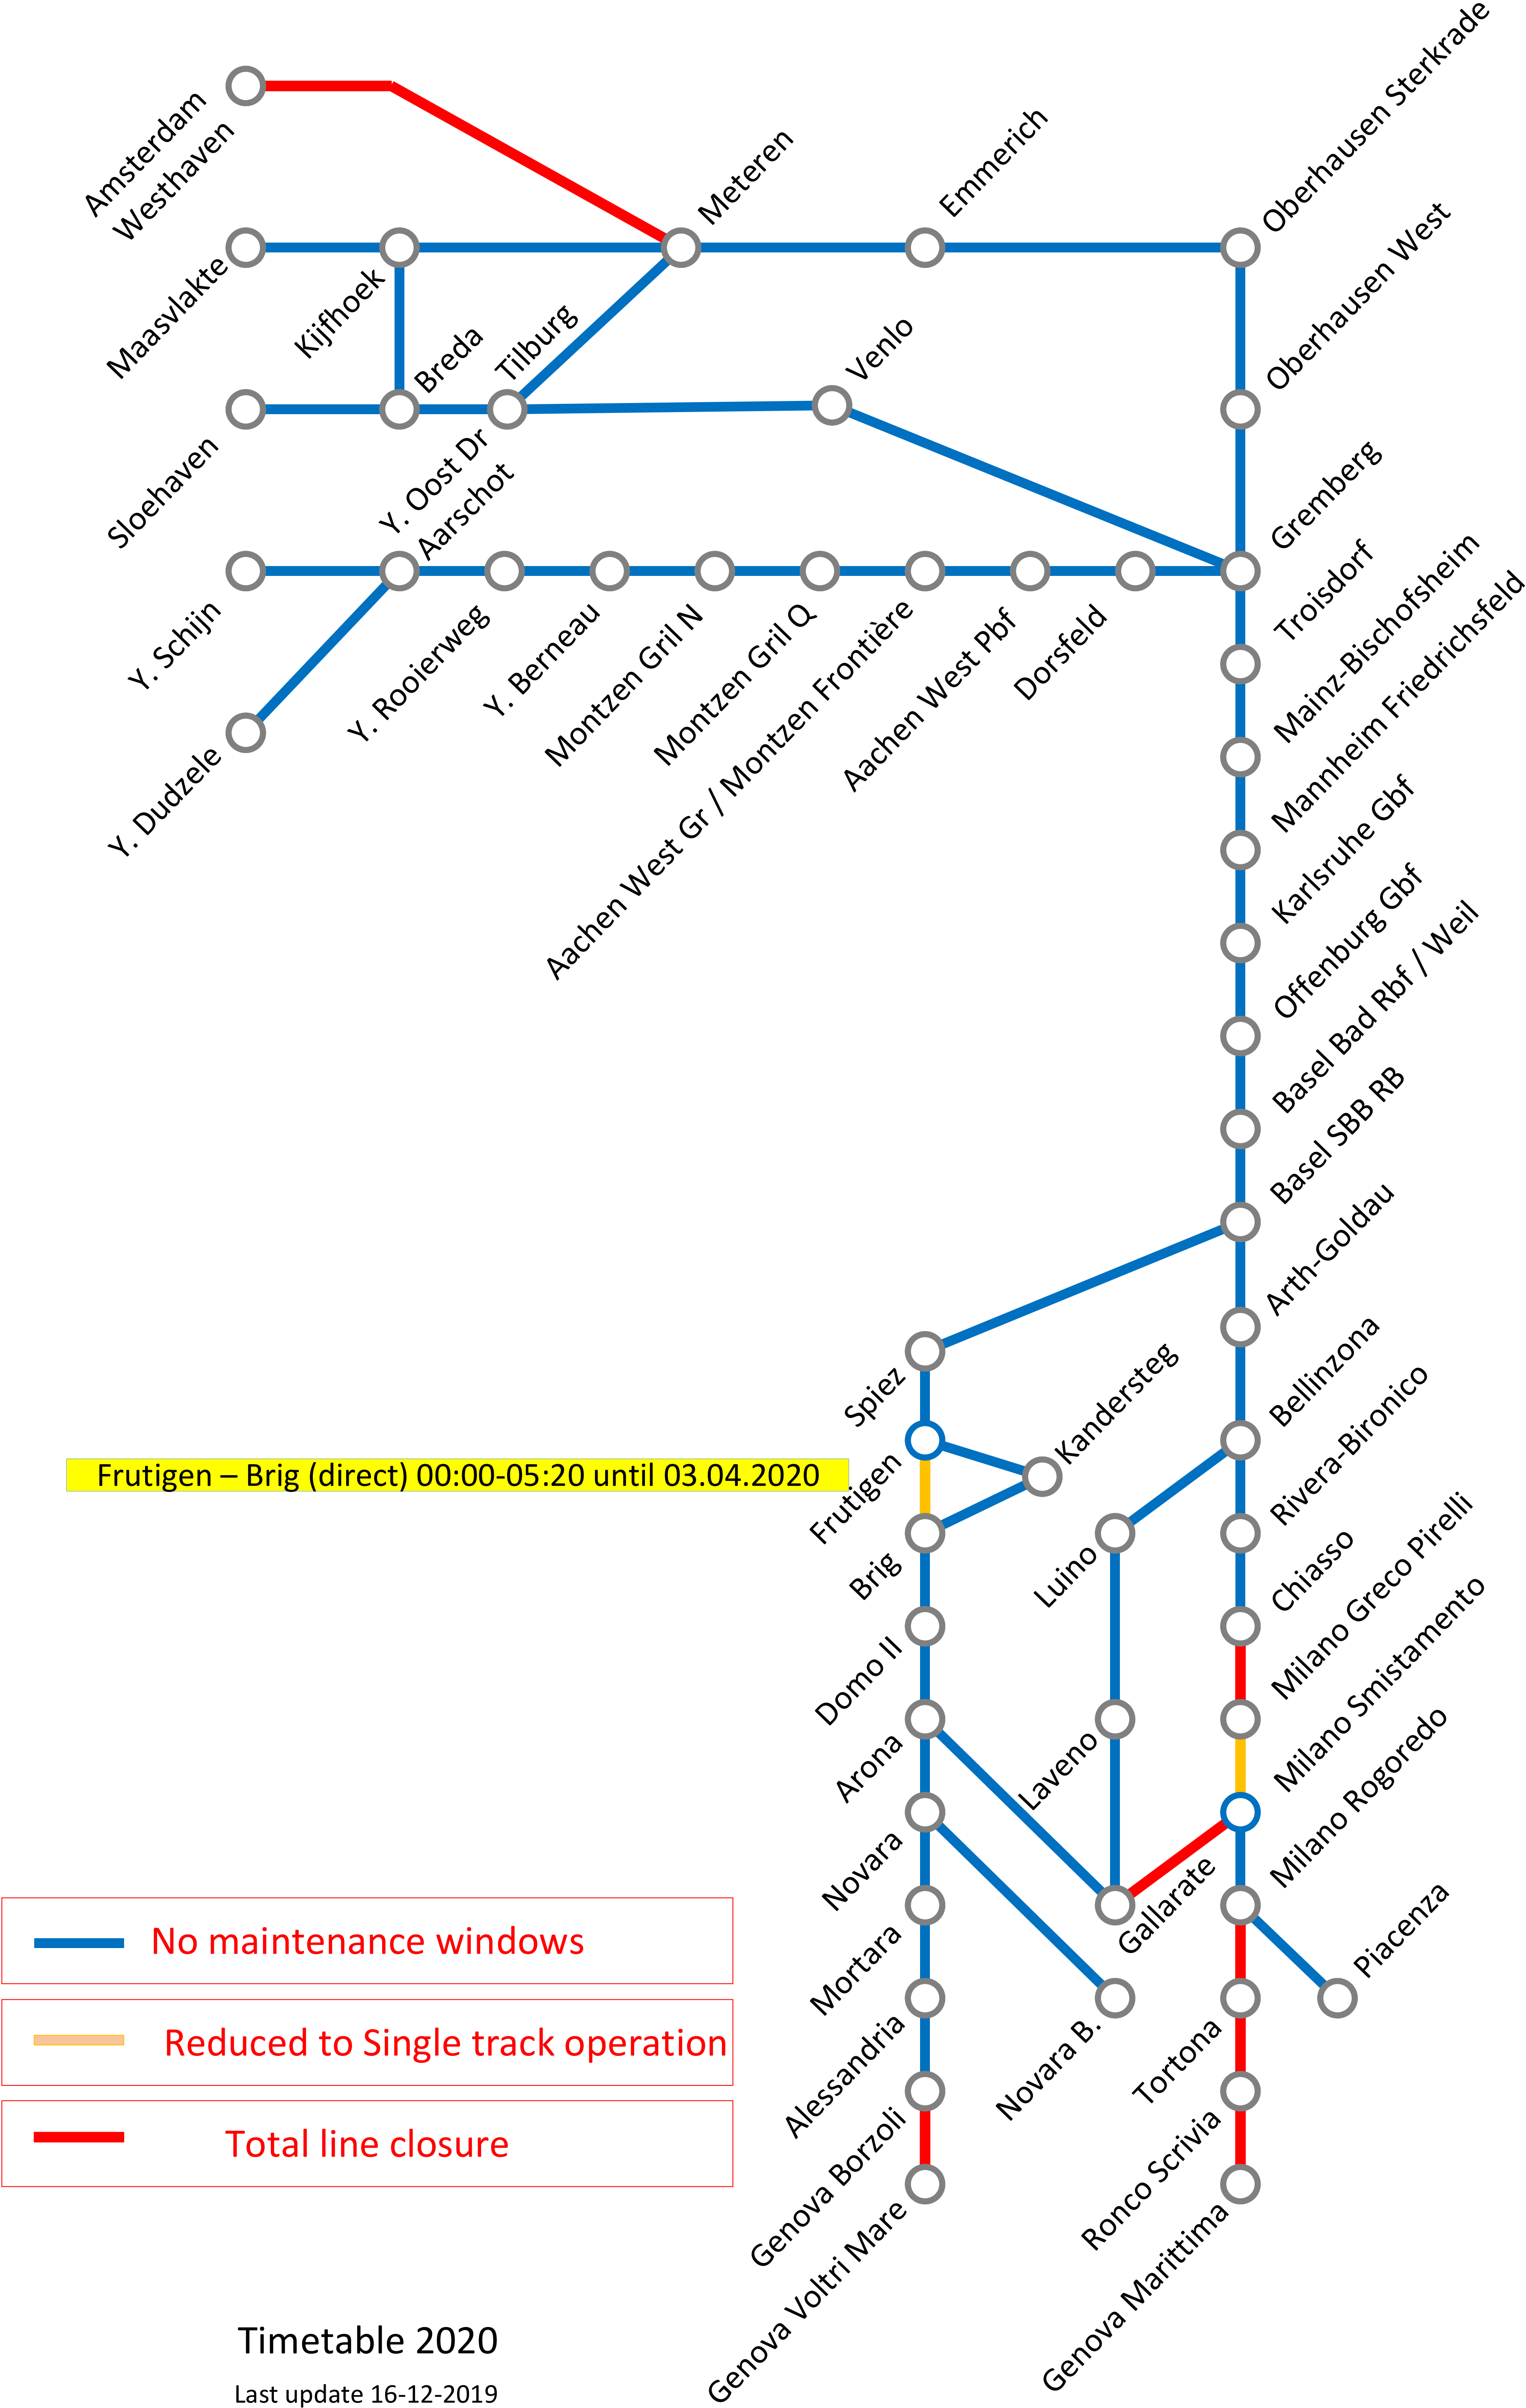 Amsterdam
Westhaven
Maasvlakte
Kijfhoek
Meteren
Emmerich
Oberhausen Sterkrade
Oberhausen West
Sloehaven
Breda
Tilburg
Venlo
Gremberg
Y. Schijn
Y. Oost Dr
Aarschot
Y. Dudzele
Y. Rooierweg
Y. Berneau
Montzen Gril N
Montzen Gril Q
Aachen West Gr / Montzen Frontière
Aachen West Pbf
Dorsfeld
Troisdorf
Mainz-Bischofsheim
Mannheim Friedrichsfeld
Karlsruhe Gbf
Offenburg Gbf
Basel Bad Rbf / Weil
Basel SBB RB
Arth-Goldau
Bellinzona
Rivera-Bironico
Chiasso
Milano Greco Pirelli
Milano Smistamento
Milano Rogoredo
Piacenza
Spiez
Kandersteg
Frutigen – Brig (direct) 00:00-05:20 until 03.04.2020
Frutigen
Brig
Luino
Domo II
Arona
Laveno
Novara
Gallarate
Mortara
Alessandria
Novara B.
Tortona
Genova Borzoli
Ronco Scrivia
Genova Voltri Mare
Genova Marittima
No maintenance windows
Reduced to Single track operation
Total line closure
Timetable 2020
Last update 16-12-2019